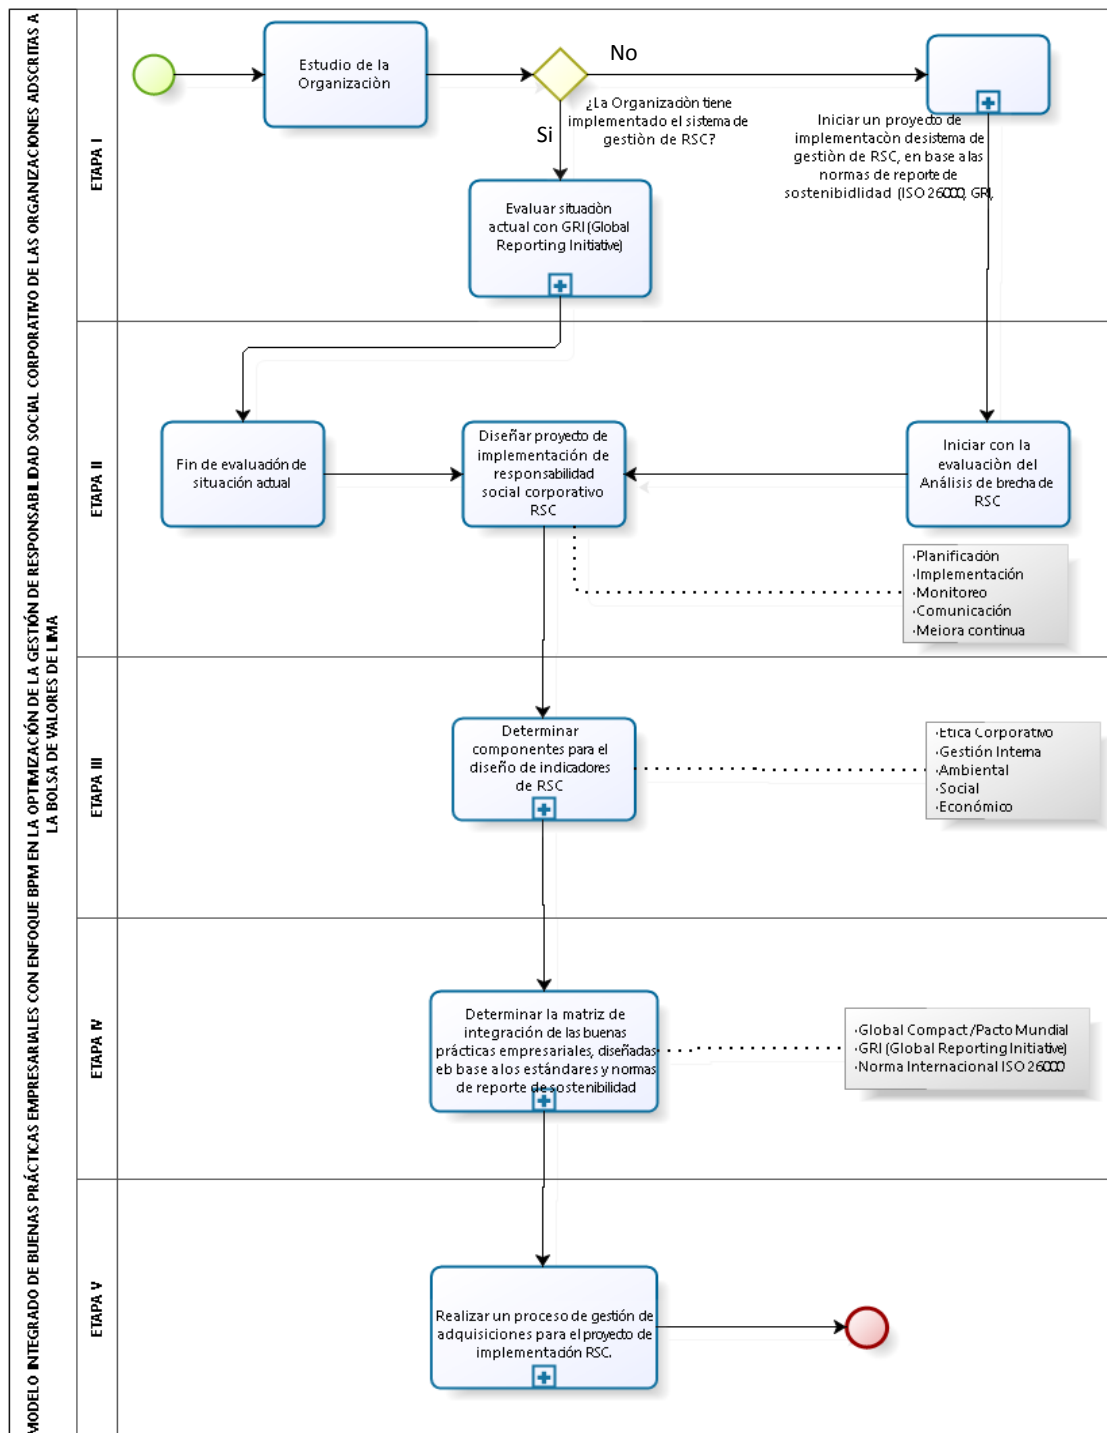 MODELO INTEGRADO DE BUENAS PRÁCTICAS EMPRESARIALES CON ENFOQUE BPM EN LA OPTIMIZACIÓN DE LA GESTIÓN DE RESPONSABILIDAD SOCIAL CORPORATIVO DE LAS ORGANIZACIONES ADSCRITAS A
LA BOLSA DE VALORES DE LIMA
ETAPA I
Estudio de la
Organizaciòn
No
¿La Organizaciòn tiene
implementado el sistema de
gestiòn de RSC?
Si
Iniciar un proyecto de
implementacòn desistema de
gestiòn de RSC, en base a las
normas de reporte de
sostenibidlidad (ISO 26000, GRI,
Evaluar situaciòn
actual con GRI (Global
Reporting Initiative)
ETAPA II
Fin de evaluación de
situación actual
Diseñar proyecto de
implementación de
responsabilidad
social corporativo
RSC
Iniciar con la
evaluaciòn del
Análisis de brecha de
RSC
·Planificaciòn
·Implementación
·Monitoreo
·Comunicación
·Mejora continua
ETAPA III
Determinar
componentes para el
diseño de indicadores
de RSC
·Etica Corporativo
·Gestión Interna
·Ambiental
·Social
·Económico
ETAPA IV
Determinar la matriz de
integración de las buenas
prácticas empresariales, diseñadas
eb base a los estándares y normas
de reporte de sostenibilidad
·Global Compact /Pacto Mundial
·GRI (Global Reporting Initiative)
·Norma Internacional ISO 26000
ETAPA V
Realizar un proceso de gestión de
adquisiciones para el proyecto de
implementación RSC.